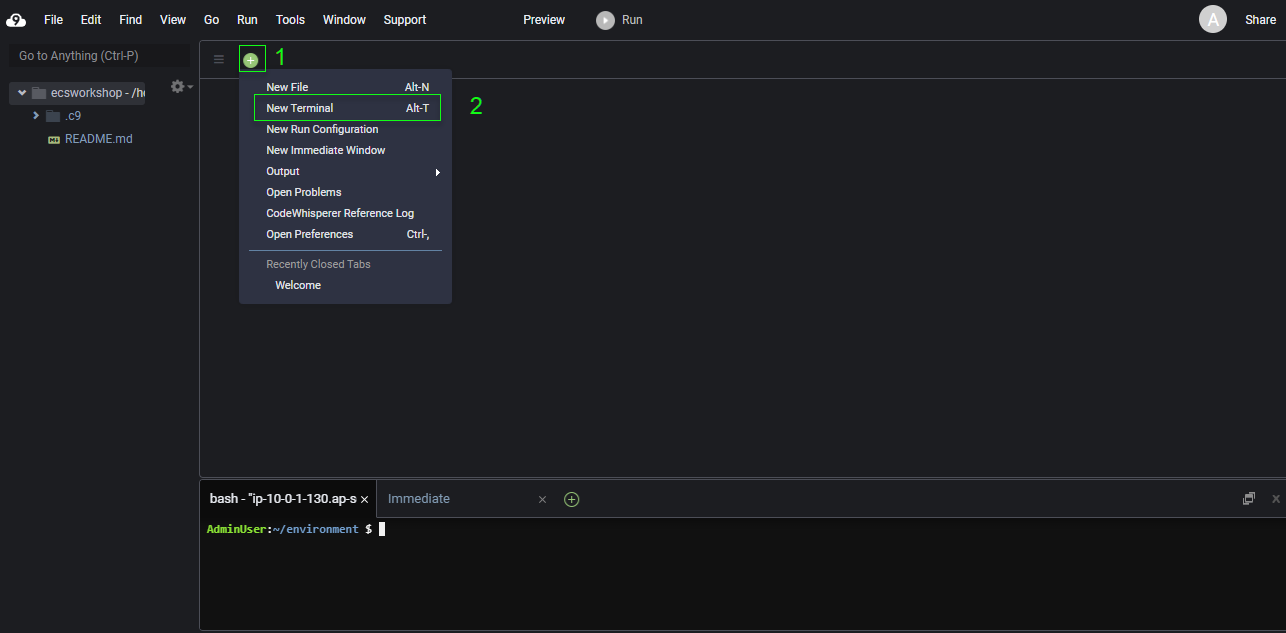 File Edit Find View Go Run Tools Window Support Preview Run A Share
Go to Anything (Ctrl-P)
1
ecsworkshop - /he
.c9
README.md
New File Alt-N
New Terminal Alt-T
2
New Run Configuration
New Immediate Window
Output
Open Problems
CodeWhisperer Reference Log
Open Preferences Ctrl-,
Recently Closed Tabs
Welcome
bash - "ip-10-0-1-130.ap-s × Immediate ×
AdminUser:~/environment $